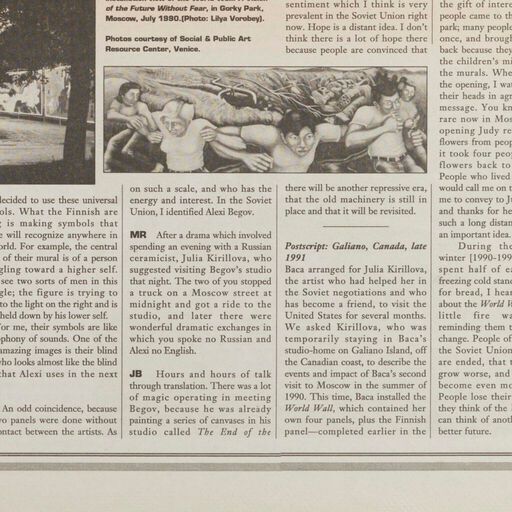 of the Future Without Fear, in Gorky Park,
Moscow, July 1990.(Photo: Lilya Vorobey).
Photos courtesy of Social & Public Art
Resource Center, Venice.
decided to use these universal
ols. What the Finnish are
is making symbols that
will recognize anywhere in
orld. For example, the central
of their mural is of a person
gling toward a higher self.
see two sorts of men in this
gle; the figure is trying to
to the light on the right and is
held down by his lower self.
or me, their symbols are like
phony of sounds. One of the
amazing images is their blind
who looks almost like the blind
that Alexi uses in the next
An odd coincidence, because
wo panels were done without
ontact between the artists. As
on such a scale, and who has the
energy and interest. In the Soviet
Union, I identified Alexi Begov.
MR After a drama which involved
spending an evening with a Russian
ceramicist, Julia Kirillova, who
suggested visiting Begov's studio
that night. The two of you stopped
a truck on a Moscow street at
midnight and got a ride to the
studio, and later there were
wonderful dramatic exchanges in
which you spoke no Russian and
Alexi no English.
JB Hours and hours of talk
through translation. There was a lot
of magic operating in meeting
Begov, because he was already
painting a series of canvases in his
studio called The End of the
sentiment which I think is very
prevalent in the Soviet Union right
now. Hope is a distant idea. I don't
think there is a lot of hope there
because people are convinced that
there will be another repressive era,
that the old machinery is still in
place and that it will be revisited.
Postscript: Galiano, Canada, late
1991
Baca arranged for Julia Kirillova,
the artist who had helped her in
the Soviet negotiations and who
has become a friend, to visit the
United States for several months.
We asked Kirillova, who was
temporarily staying in Baca's
studio-home on Galiano Island, off
the Canadian coast, to describe the
events and impact of Baca's second
visit to Moscow in the summer of
1990. This time, Baca installed the
World Wall, which contained her
own four panels, plus the Finnish
panel—completed earlier in the
the gift of inter
people came to th
park; many people
once, and brough
back because they
the children's mi
the murals. Whe
the opening, I wat
their heads in agr
message. You kn
rare now in Mos
opening Judy re
flowers from peop
it took four peop
flowers back to
People who lived
would call me on t
me to convey to Ju
and thanks for he
such a long distan
an important idea.
During the
winter [1990-199
spent half of ea
freezing cold stand
for bread, I hear
about the World W
little fire wa
reminding them t
change. People of
the Soviet Union
are ended, that t
grow worse, and
become even mo
People lose their
they think of the
can think of anoth
better future.